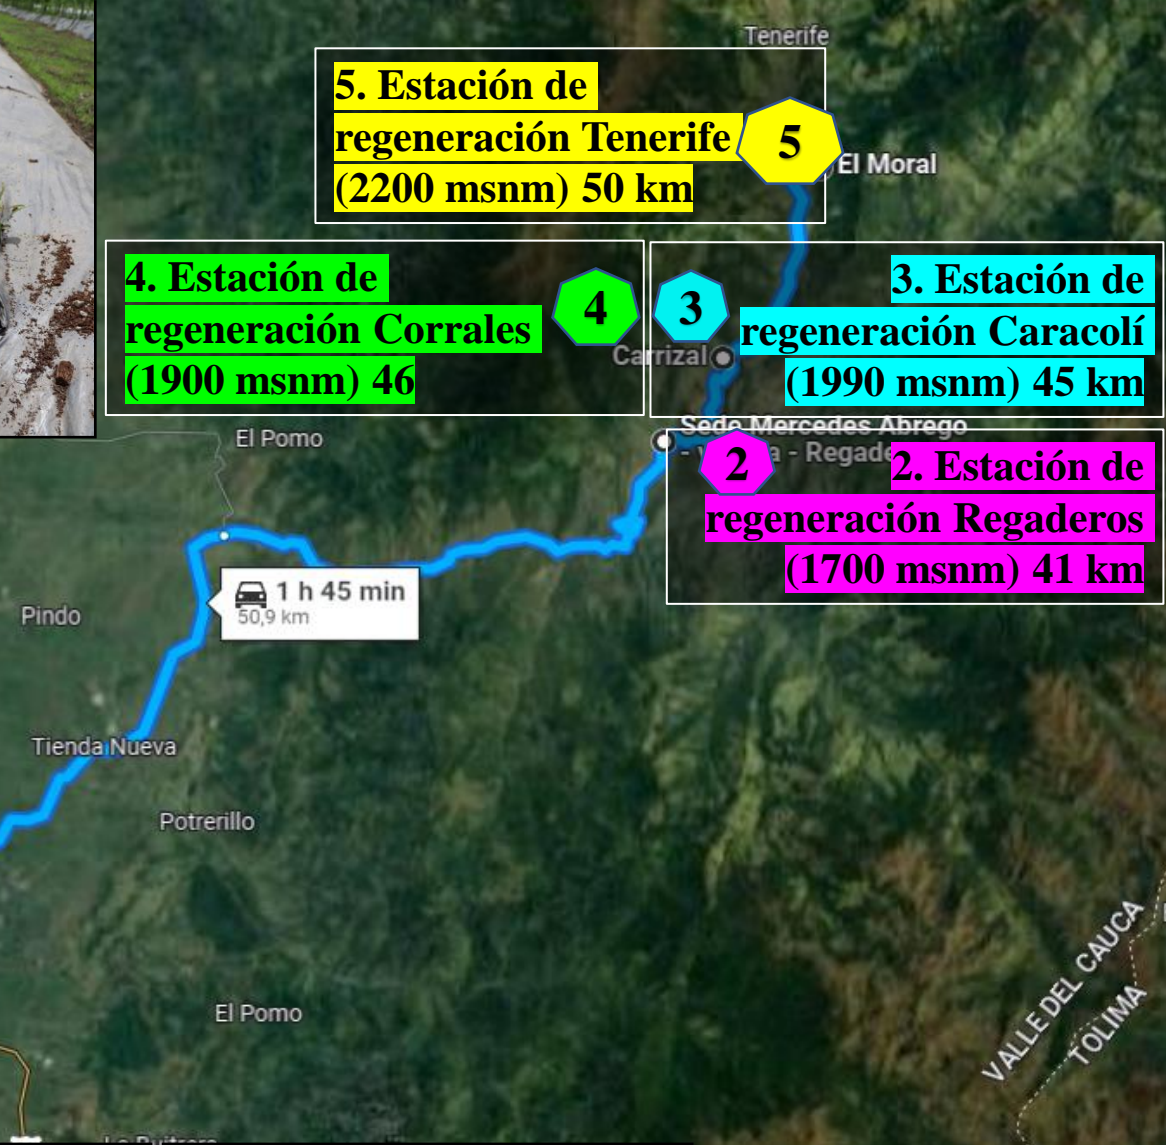 Tenerife
5. Estación de
regeneración Tenerife
(2200 msnm) 50 km
5
El Moral
4. Estación de
regeneración Corrales
(1900 msnm) 46
4
3
3. Estación de
regeneración Caracolí
(1990 msnm) 45 km
Carrizal
Sede Mercedes Abrego
El Pomo
2
2. Estación de
regeneración Regaderos
(1700 msnm) 41 km
1 h 45 min
50,9 km
Pindo
Tienda Nueva
Potrerillo
El Pomo
VALLE DEL CAUCA
TOLIMA